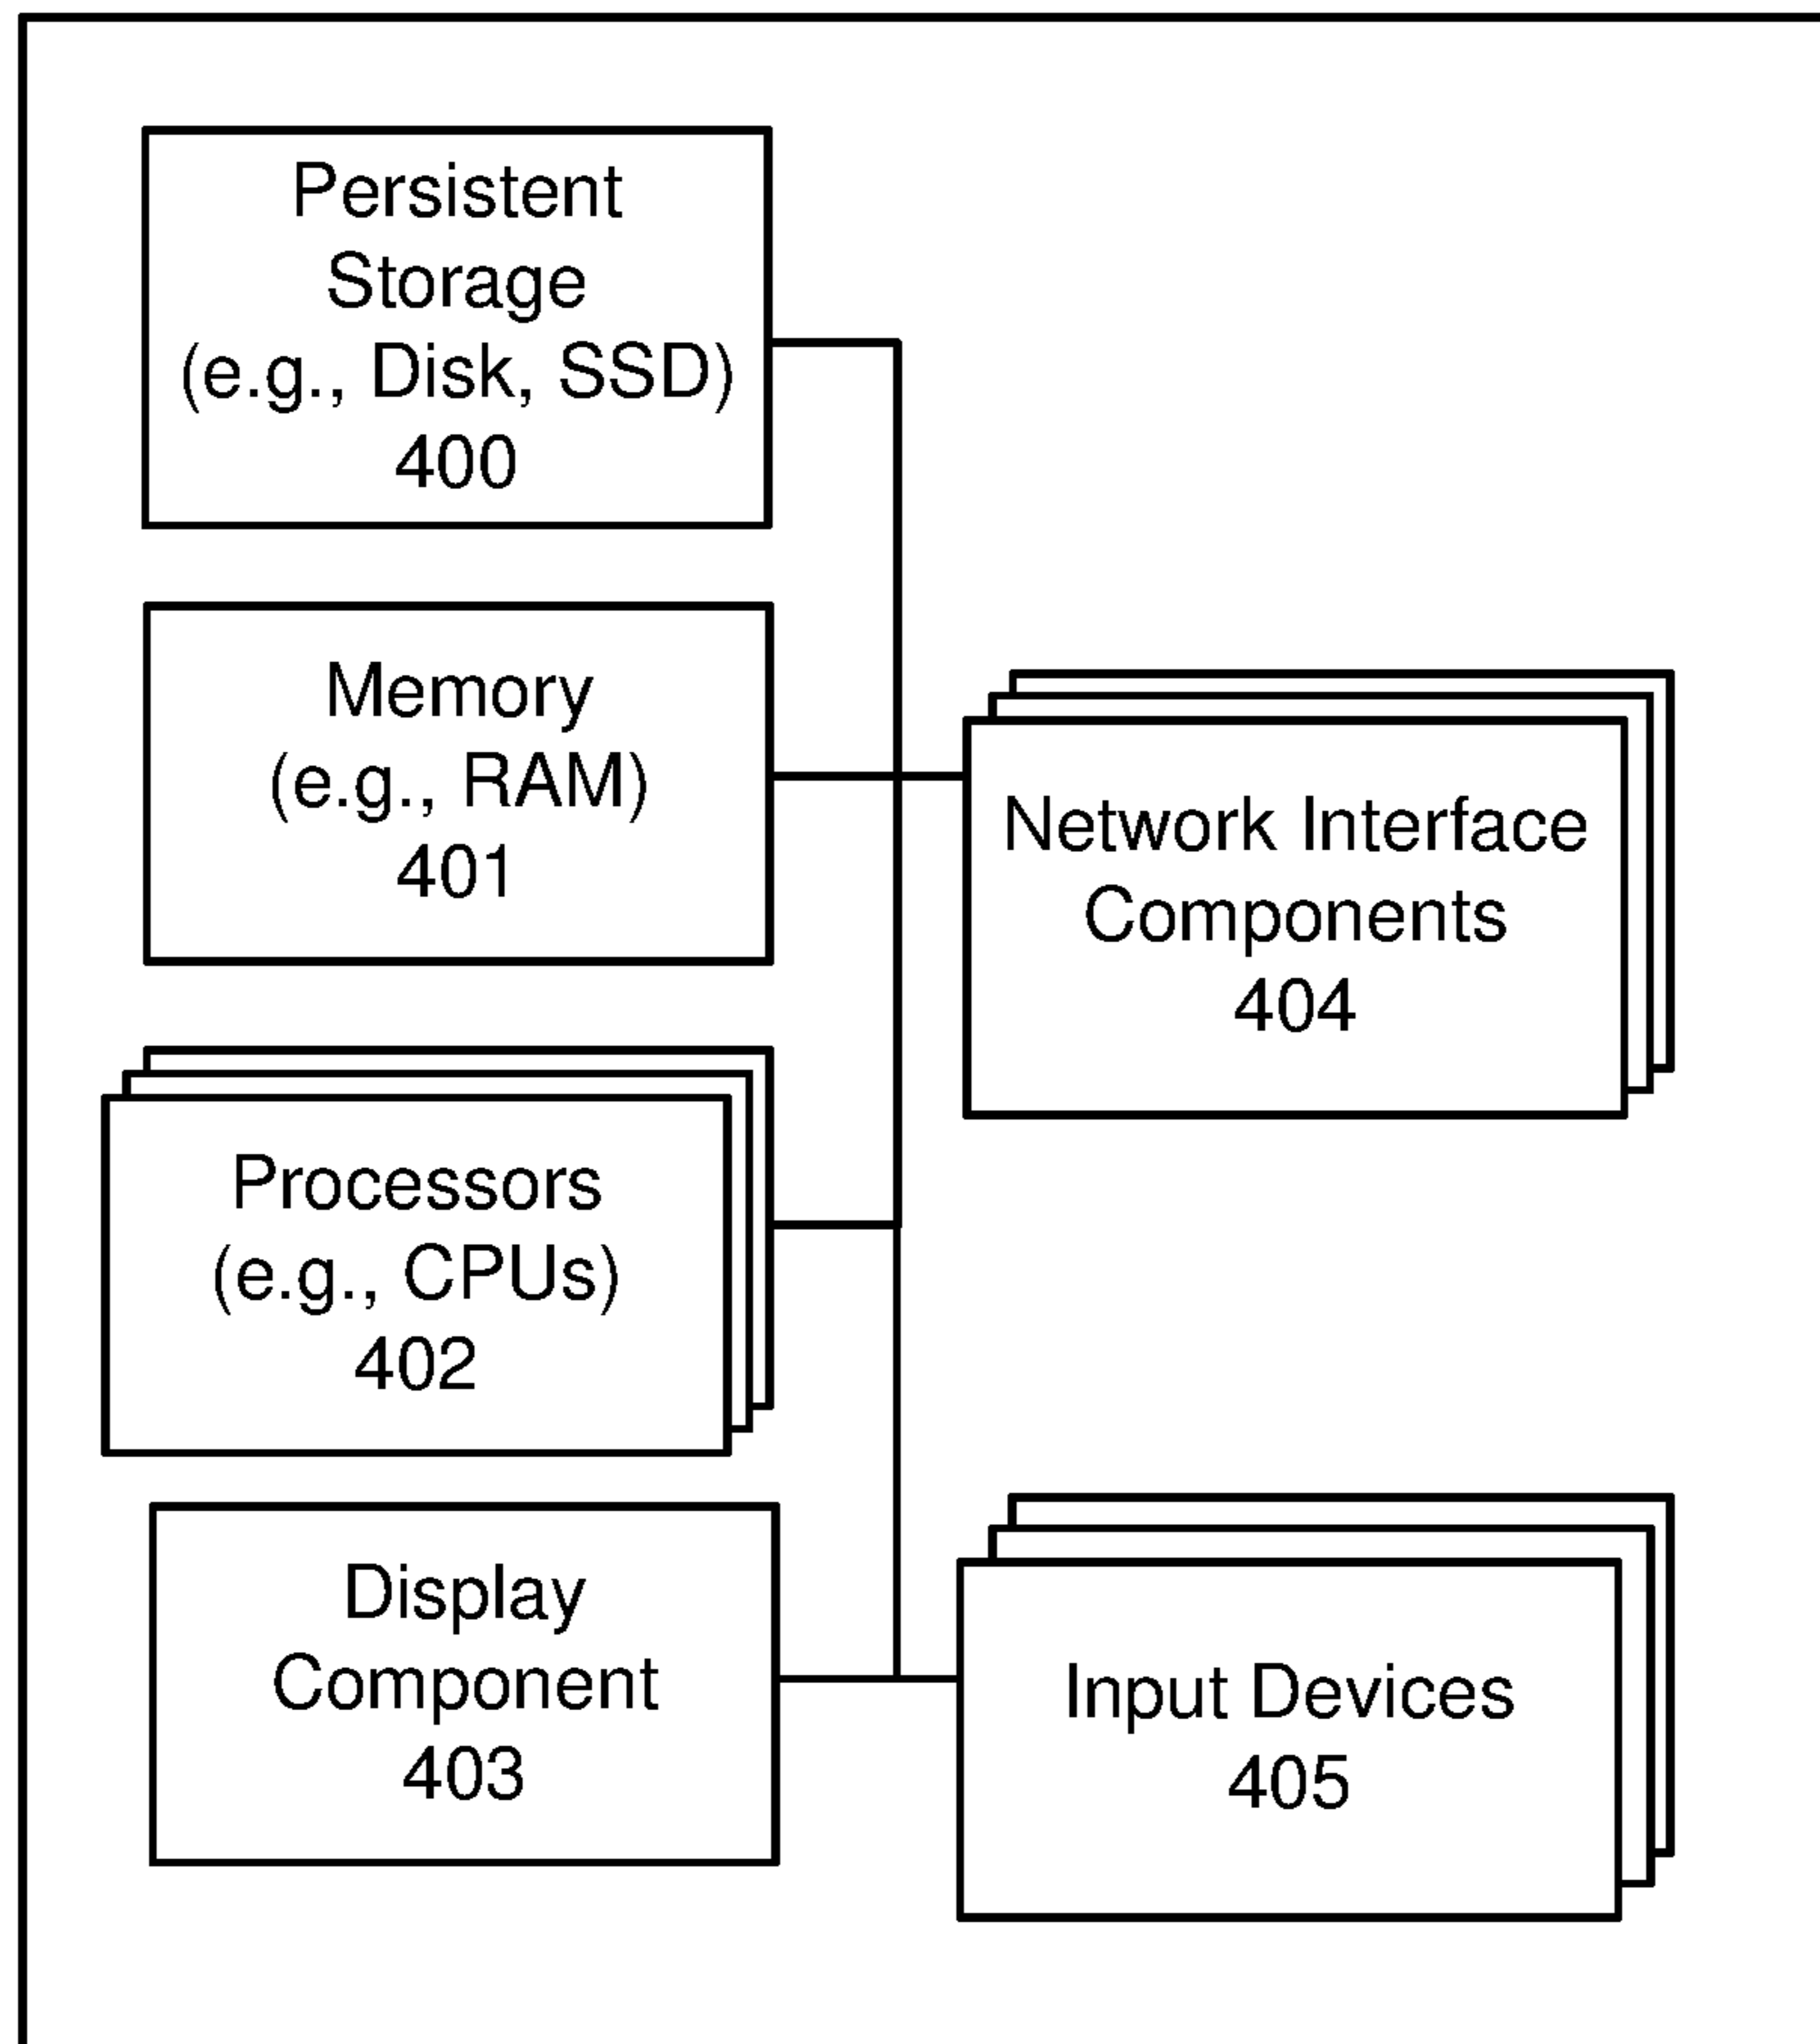 Persistent
Storage
(e.g., Disk, SSD)
400
Memory
(e.g., RAM)
401
Processors
(e.g., CPUs)
402
Display
Component
403
Network Interface
Components
404
Input Devices
405